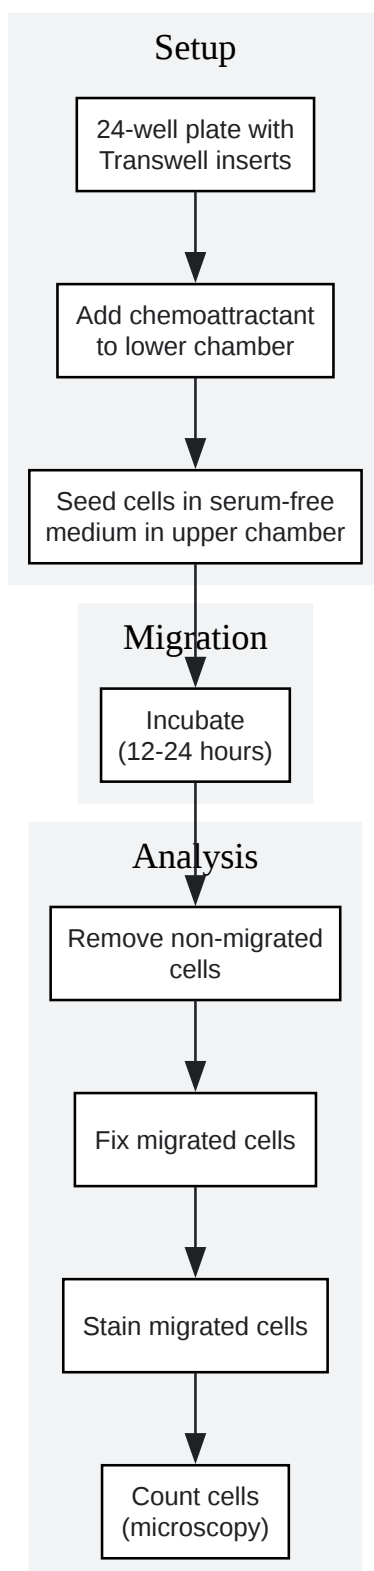 Setup
24-well plate with
Transwell inserts
Add chemoattractant
to lower chamber
Seed cells in serum-free
medium in upper chamber
Migration
Incubate
(12-24 hours)
Analysis
Remove non-migrated
cells
Fix migrated cells
Stain migrated cells
Count cells
(microscopy)